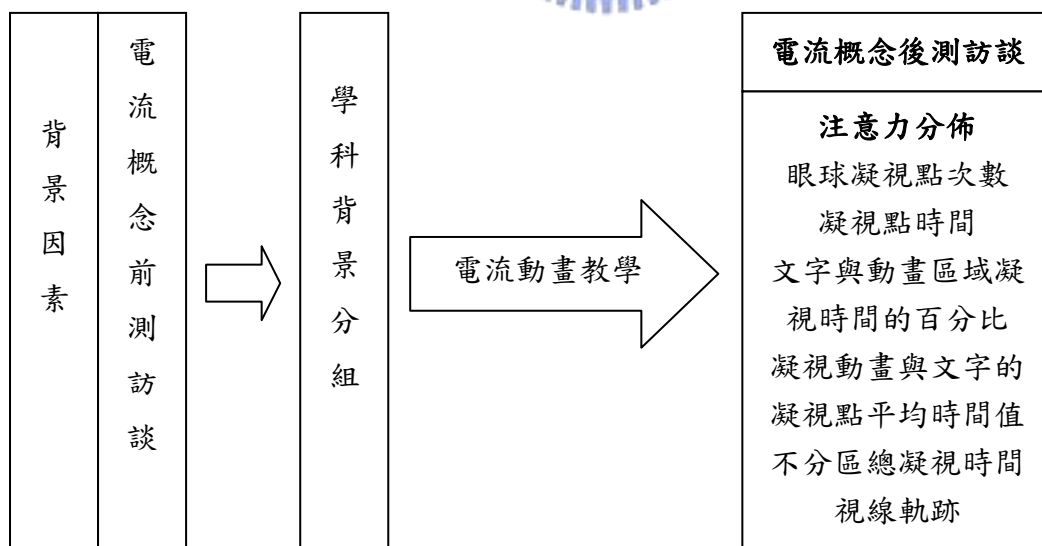 背景因素
電流概念前測訪談
學科背景分組
電流動畫教學
電流概念後測訪談
注意力分佈
眼球凝視點次數
凝視點時間
文字與動畫區域凝
視時間的百分比
凝視動畫與文字的
凝視點平均時間值
不分區總凝視時間
視線軌跡